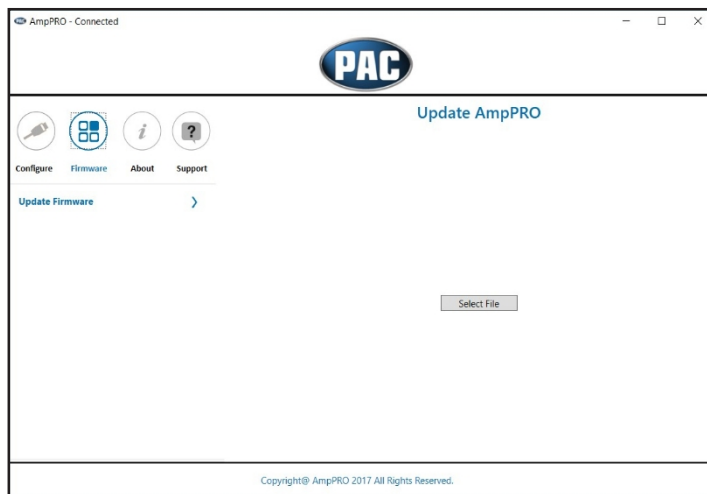 AmpPRO - Connected
PAC
Configure Firmware About Support
Update Firmware
Update AmpPRO
Select File
Copyright@ AmpPRO 2017 All Rights Reserved.